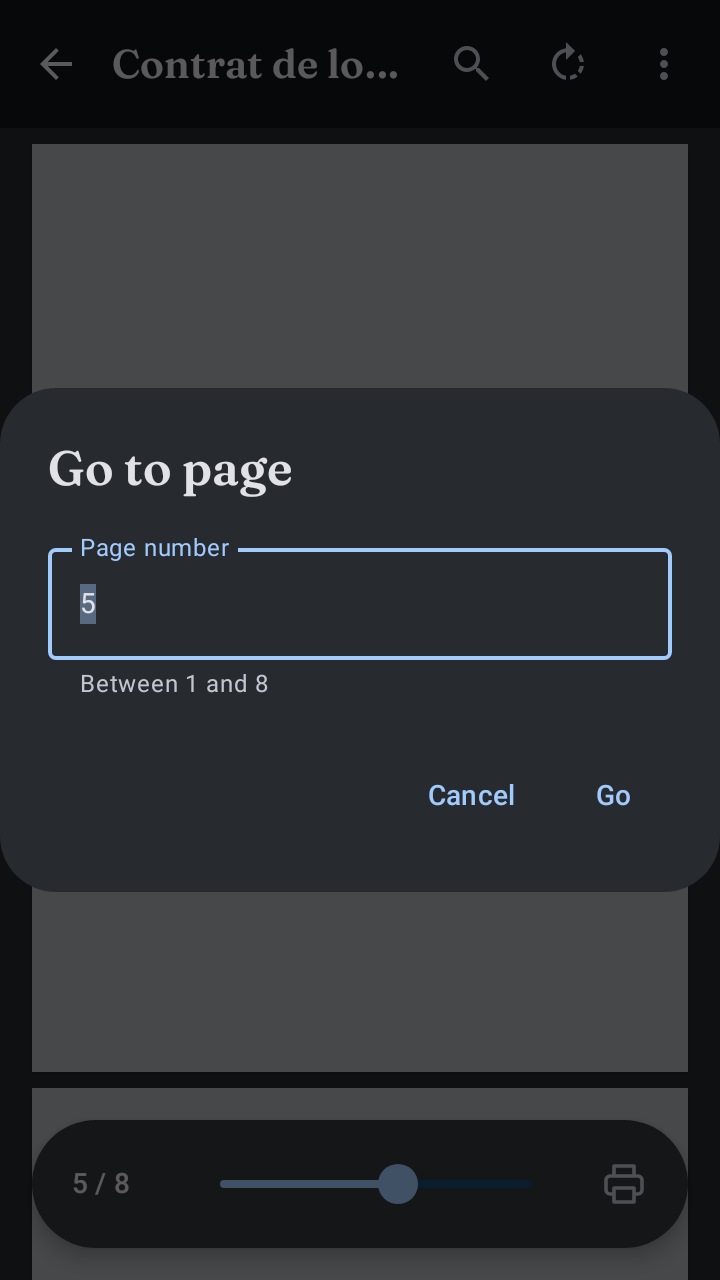 Contrat de lo...
Go to page
Page number
5
Between 1 and 8
Cancel
Go
5 / 8